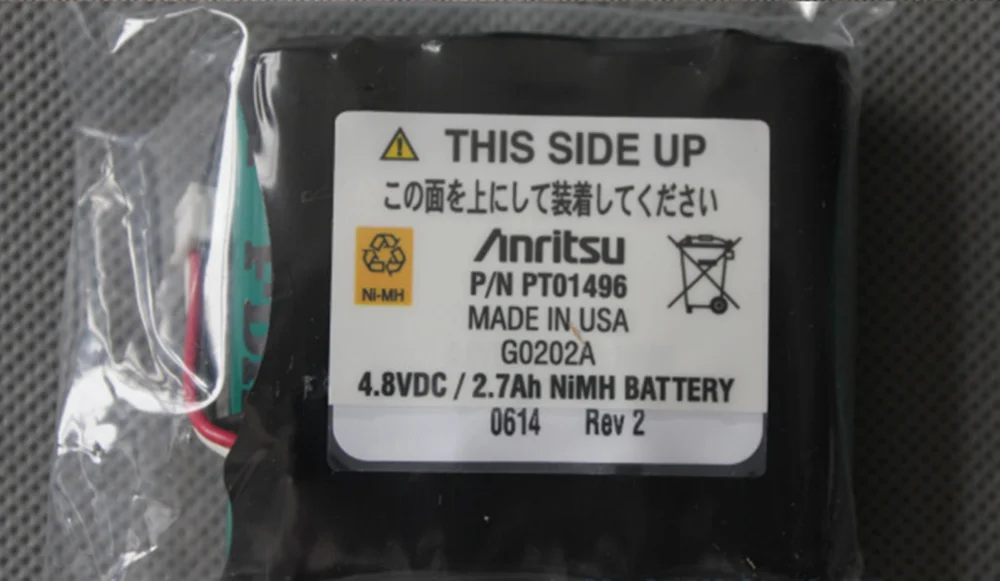 THIS SIDE UP
この面を上にして装着してください
Anritsu
Ni-MH
P/N PT01496
MADE IN USA
G0202A
4.8VDC / 2.7Ah NiMH BATTERY
0614 Rev 2